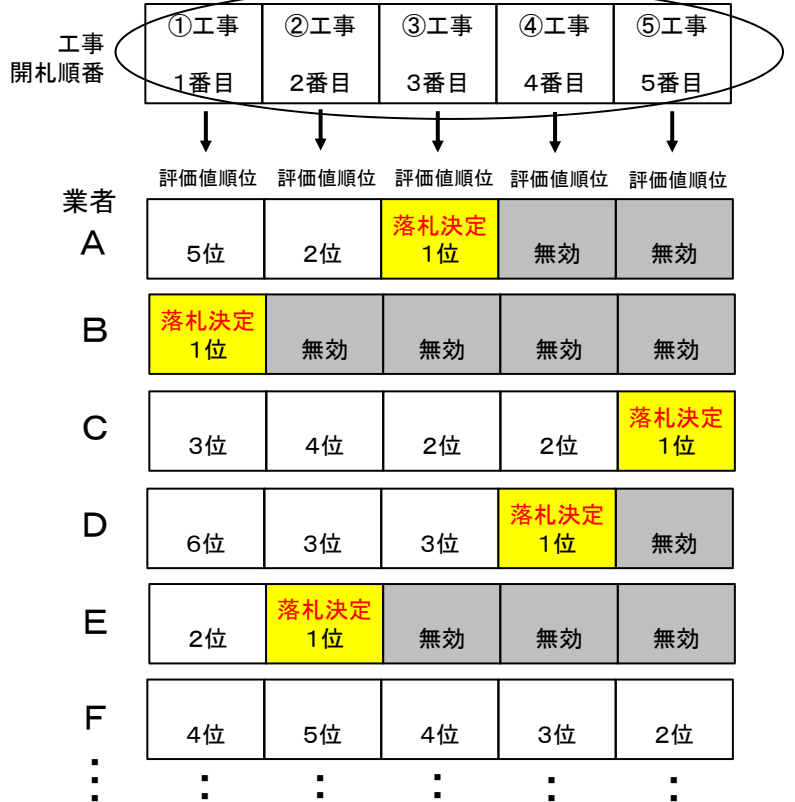 工事
開札順番
①工事 ②工事 ③工事 ④工事 ⑤工事
1番目 2番目 3番目 4番目 5番目
評価値順位 評価値順位 評価値順位 評価値順位 評価値順位
業者
A
落札決定
5位 2位 1位 無効 無効
B
落札決定
1位 無効 無効 無効 無効
C
落札決定
3位 4位 2位 2位 1位
D
落札決定
6位 3位 3位 1位 無効
E
落札決定
2位 1位 無効 無効 無効
F
4位 5位 4位 3位 2位
⋮ : : : : :